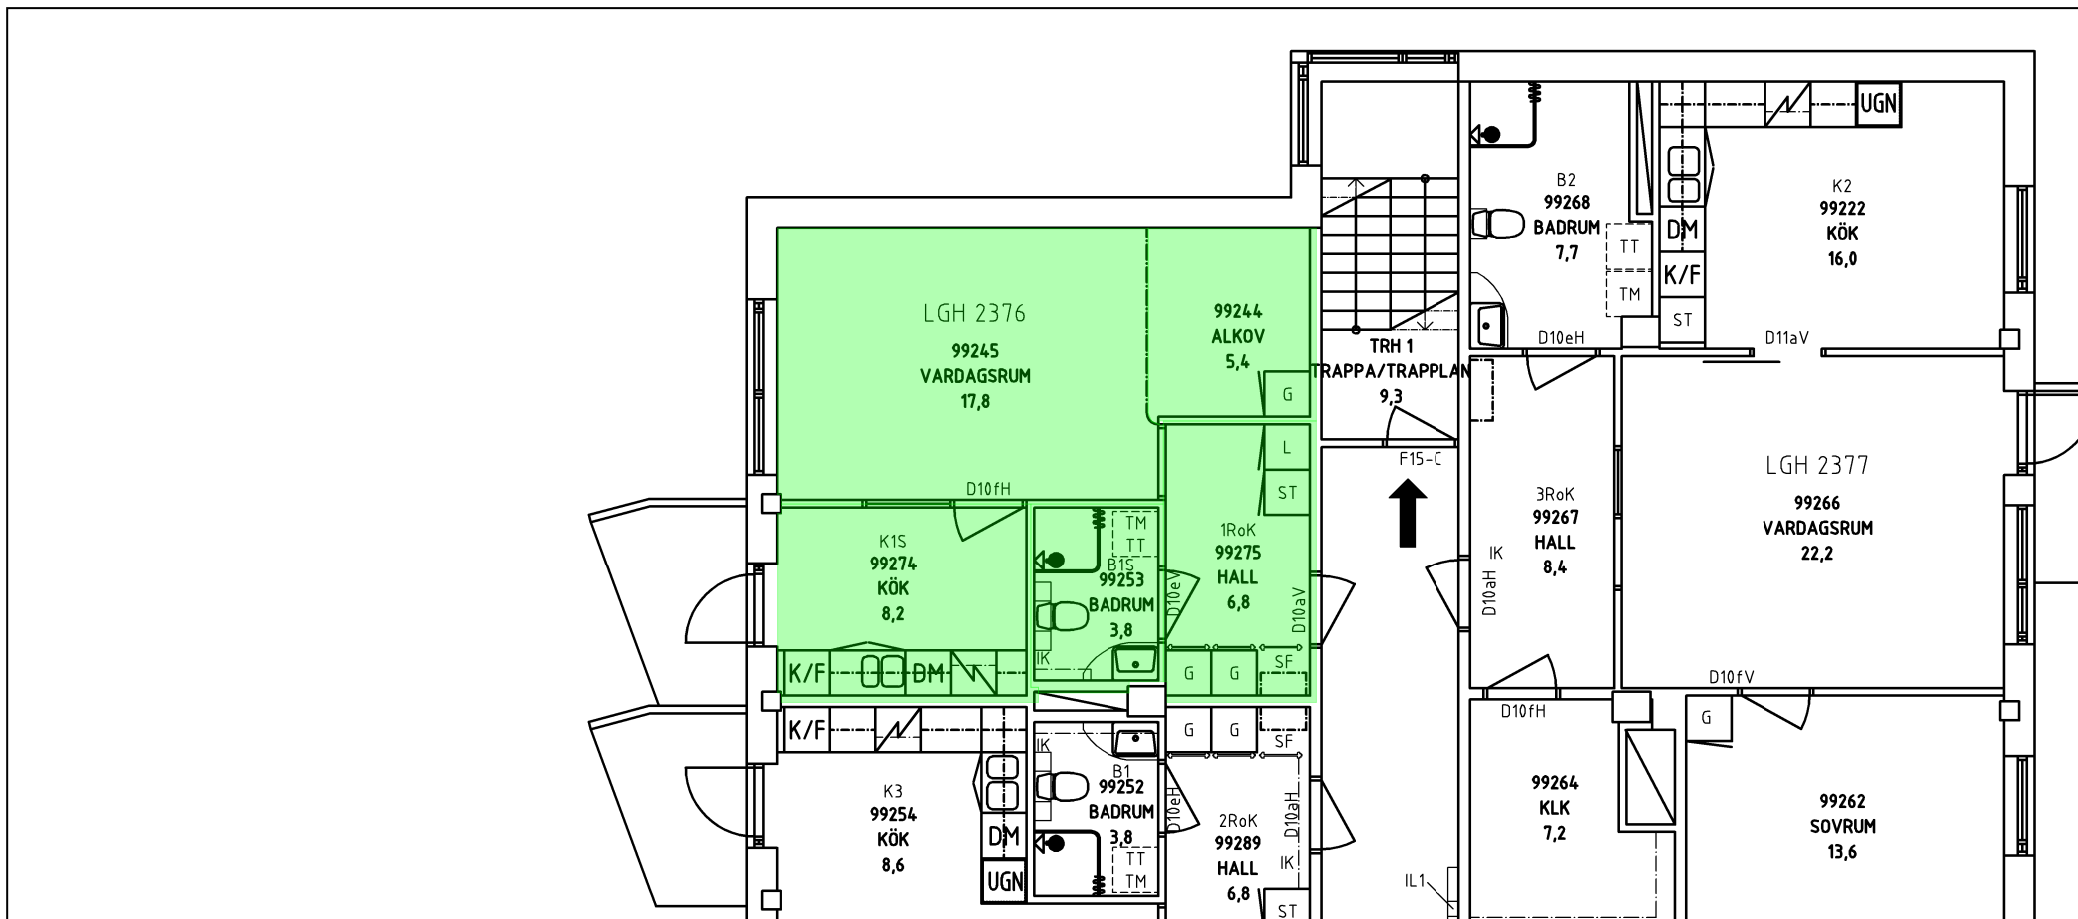 UGN
DM
K/F
ST
B2
99268
BADRUM
7,7
TT
TM
D10eH
K2
99222
KÖK
16,0
D11aV
LGH 2376
99245
VARDAGSRUM
17,8
99244
ALKOV
5,4
G
TRH 1
TRAPPA/TRAPPLAN
9,3
F15-C
L
ST
D10fH
LGH 2377
99266
VARDAGSRUM
22,2
3RoK
99267
HALL
8,4
IK
D10aH
K1S
99274
KÖK
8,2
TM
TT
B1S
99253
BADRUM
3,8
IK
D10eV
1RoK
99275
HALL
6,8
D10aV
K/F
DM
G
G
SF
D10fH
D10fV
G
K/F
G
G
SF
IK
K3
99254
KÖK
8,6
DM
UGN
B1
99252
BADRUM
3,8
TT
TM
D10eH
2RoK
99289
HALL
6,8
D10aH
IK
ST
IL1
99264
KLK
7,2
99262
SOVRUM
13,6